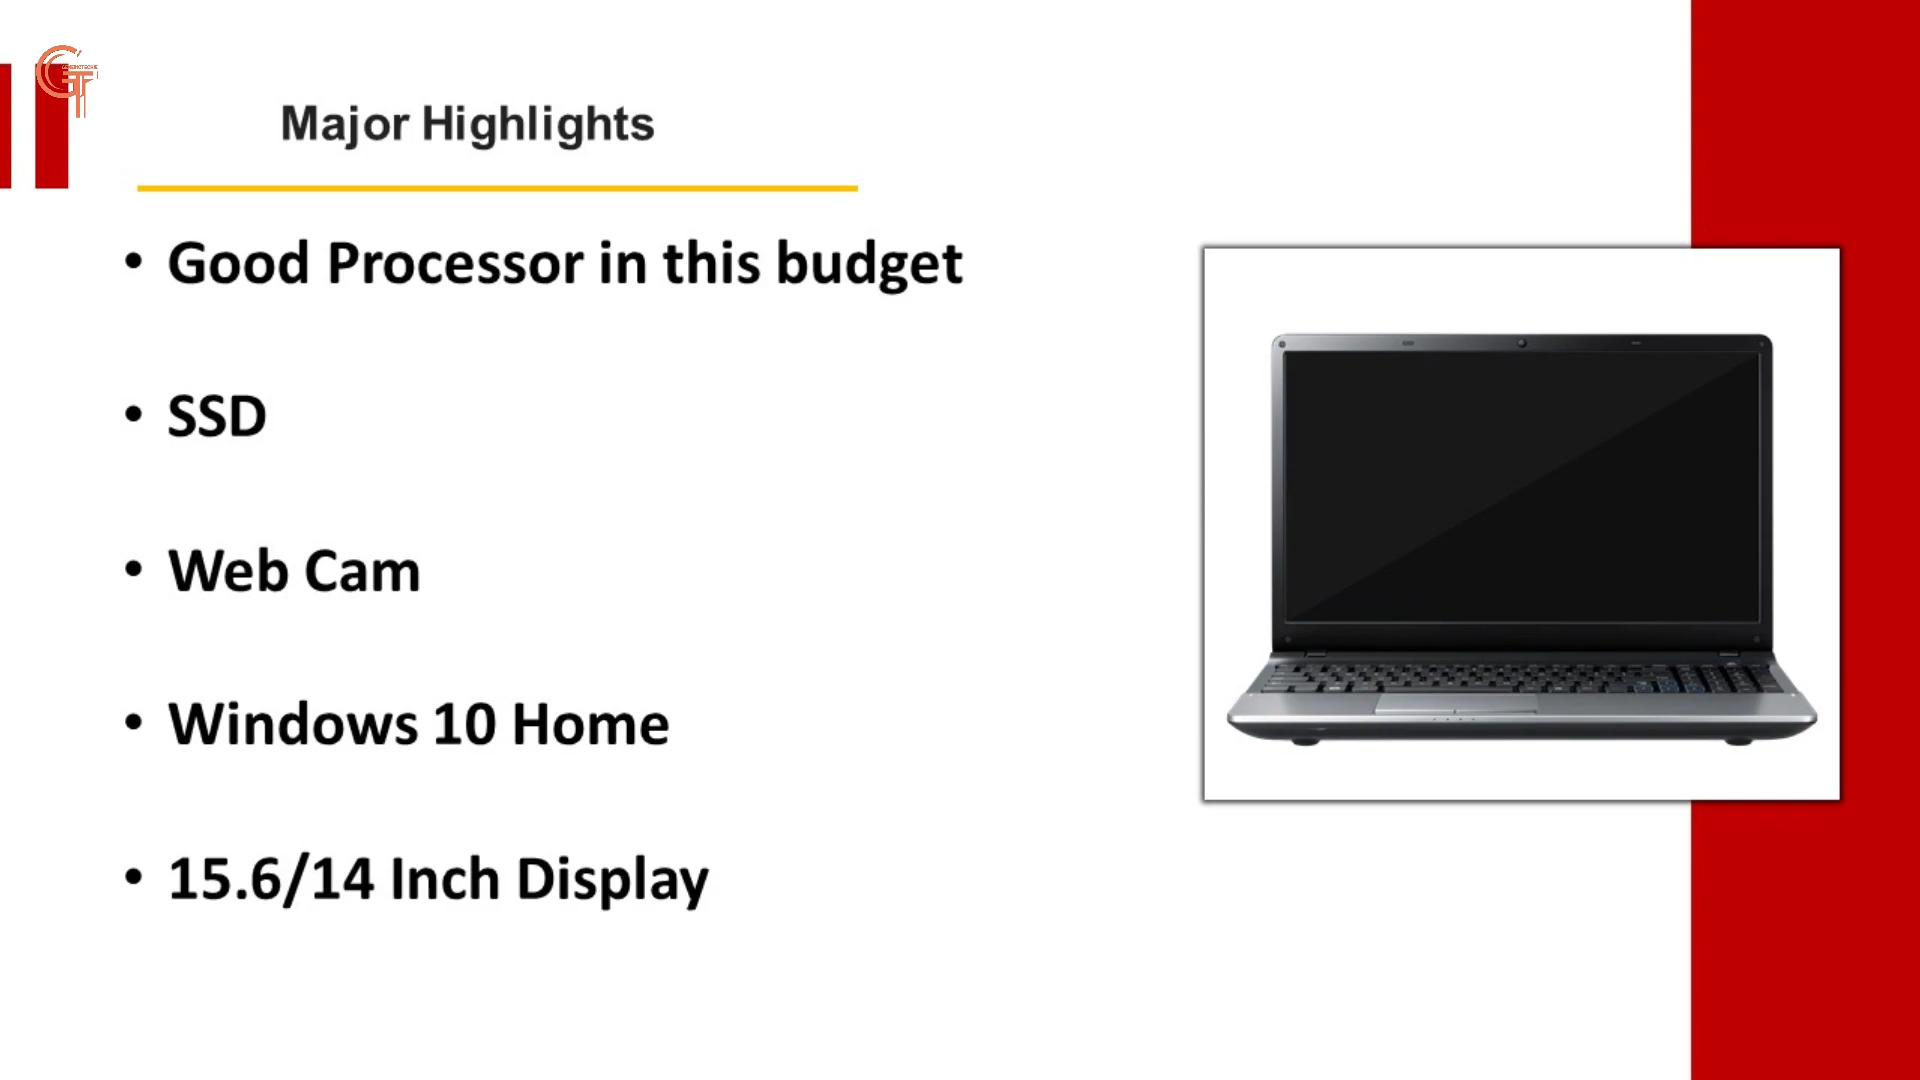 Major Highlights
• Good Processor in this budget
• SSD
• Web Cam
• Windows 10 Home
• 15.6/14 Inch Display